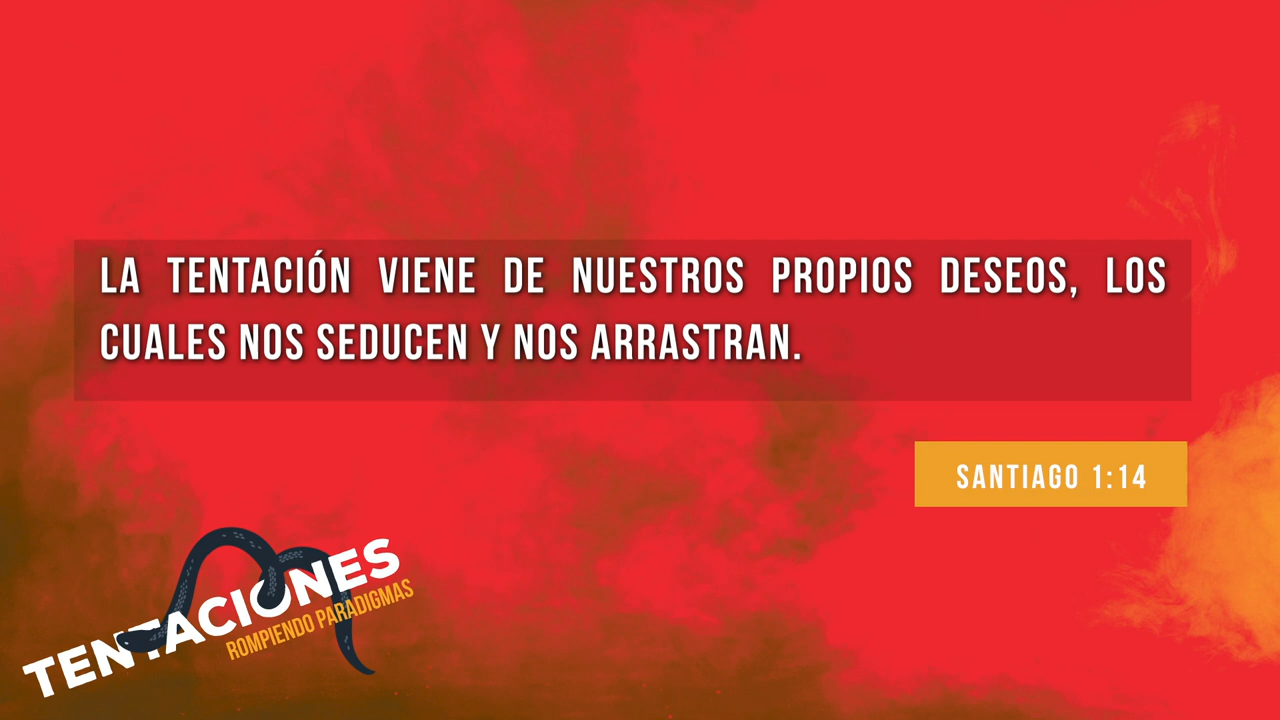 LA TENTACIÓN VIENE DE NUESTROS PROPIOS DESEOS, LOS
CUALES NOS SEDUCEN Y NOS ARRASTRAN.
SANTIAGO 1:14
TENTACIONES
ROMPIENDO PARADIGMAS